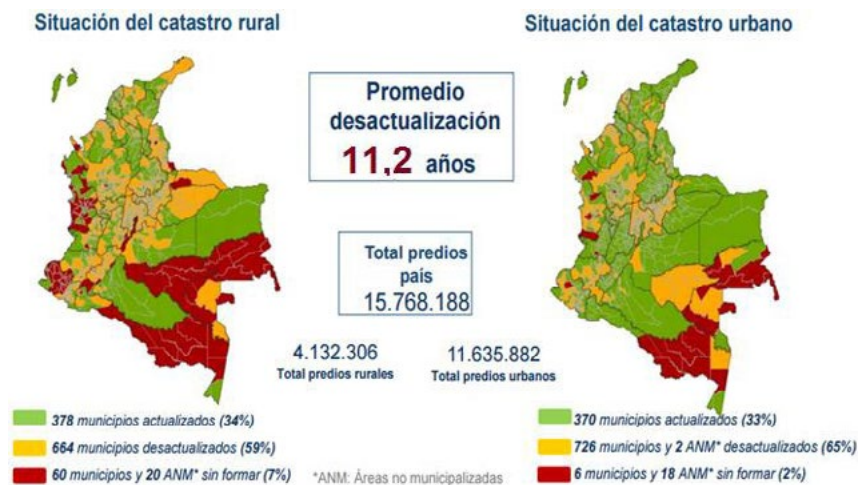 Situación del catastro rural
Situación del catastro urbano
Promedio
desactualización
11,2 años
Total predios
país
15.768.188
4.132.306
Total predios rurales
11.635.882
Total predios urbanos
378 municipios actualizados (34%)
664 municipios desactualizados (59%)
60 municipios y 20 ANM* sin formar (7%)
*ANM: Áreas no municipalizadas
370 municipios actualizados (33%)
726 municipios y 2 ANM* desactualizados (65%)
6 municipios y 18 ANM* sin formar (2%)